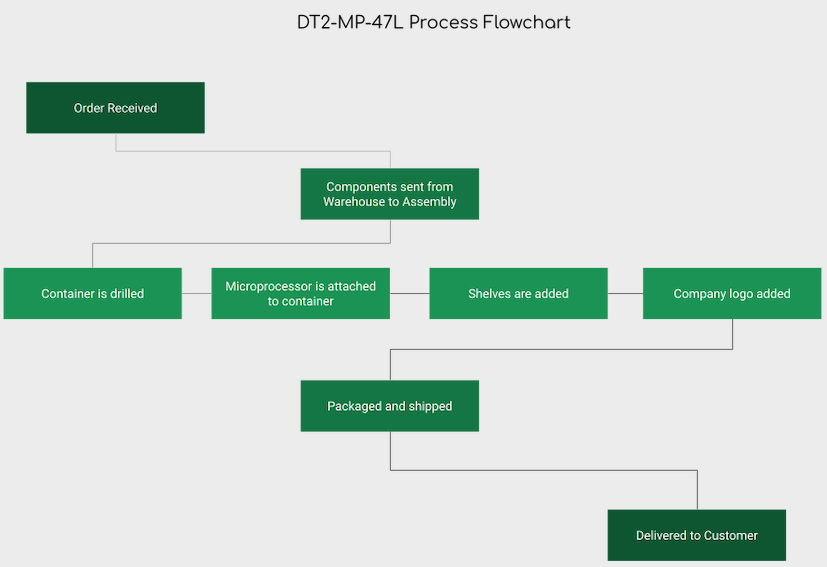 DT2-MP-47L Process Flowchart
Order Received
Components sent from
Warehouse to Assembly
Container is drilled
Microprocessor is attached
to container
Shelves are added
Company logo added
Packaged and shipped
Delivered to Customer